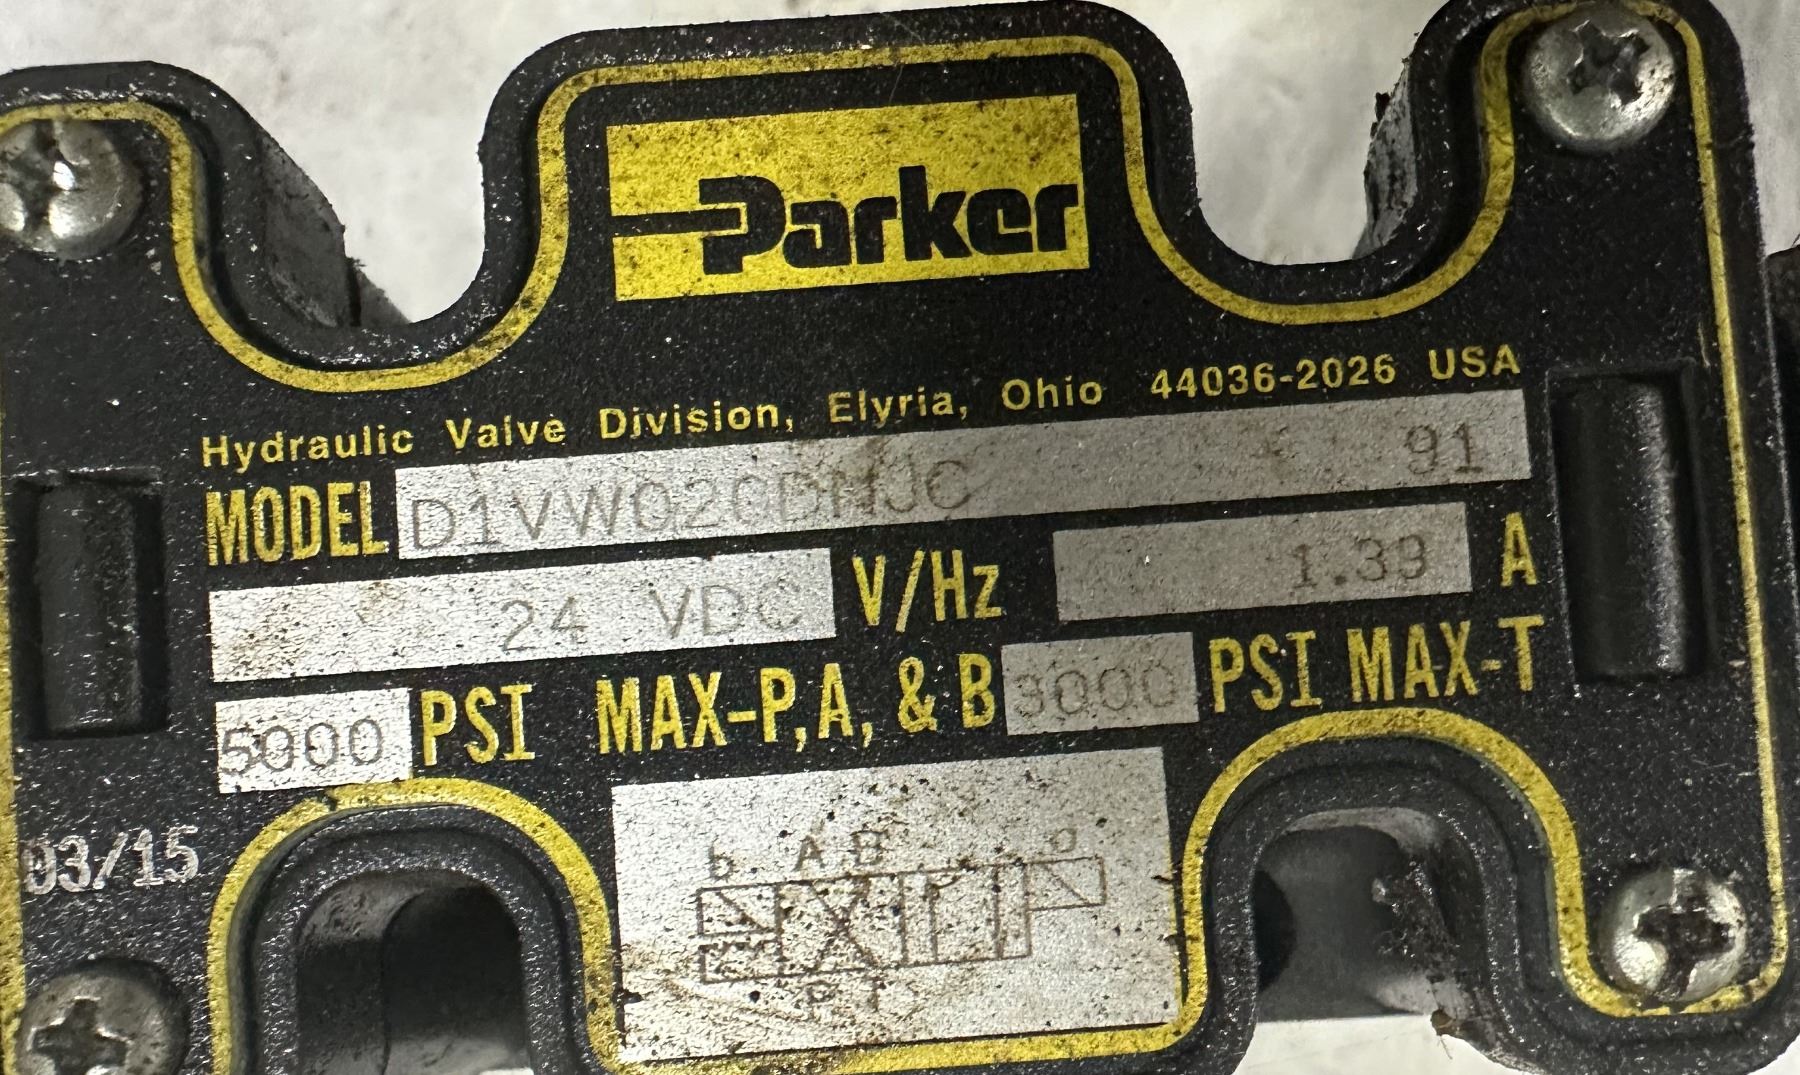 Parker
Hydraulic Valve Division, Elyria, Ohio 44036-2026 USA
MODEL D1VW020DNJC 91
24 VDC V/Hz 1.39 A
5000 PSI MAX-P,A, & B 3000 PSI MAX-T
03/15
b A B a
P T